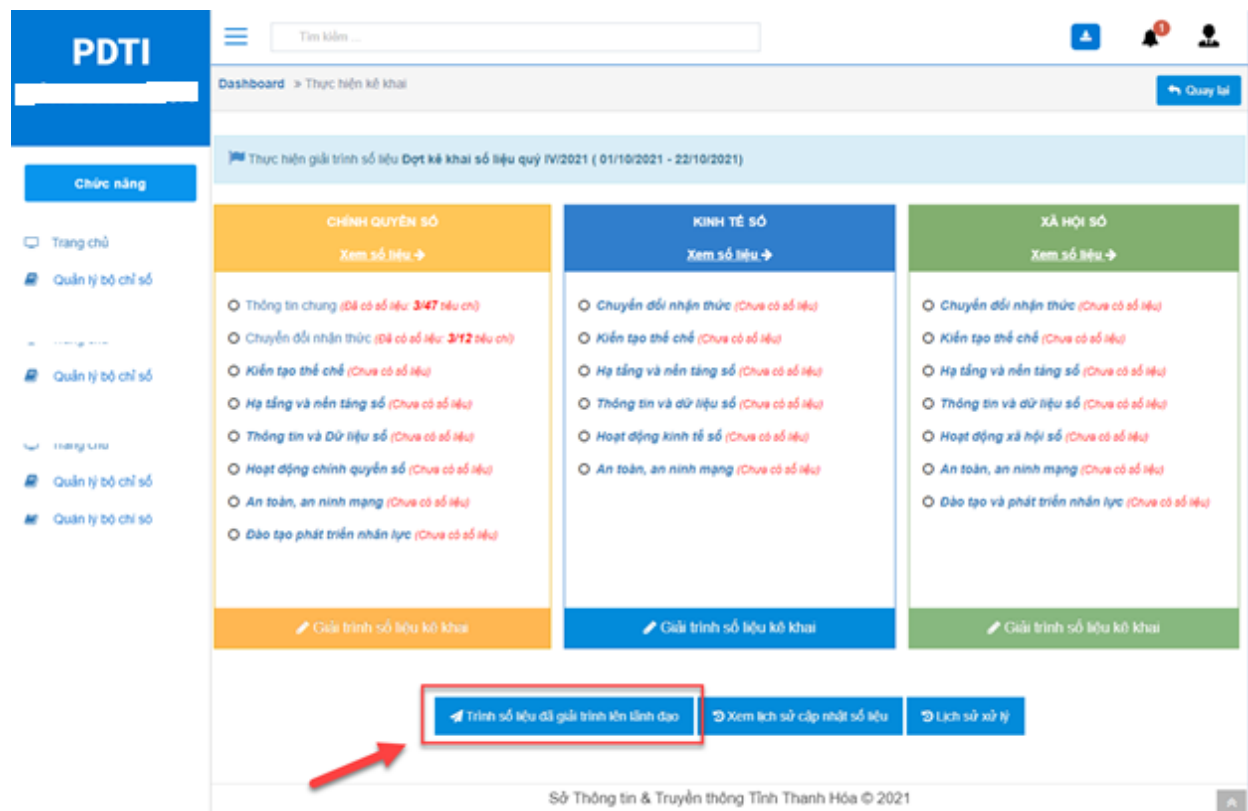 PDTI
Tìm kiếm ...
1
Dashboard » Thực hiện kê khai
Quay lại
Thực hiện giải trình số liệu Đợt kê khai số liệu quý IV/2021 ( 01/10/2021 - 22/10/2021)
Chức năng
Trang chủ
Quản lý bộ chỉ số
Quản lý bộ chỉ số
Trang chủ
Quản lý bộ chỉ số
Quản lý bộ chỉ số
CHÍNH QUYỀN SỐ
Xem số liệu
Thông tin chung (Đã có số liệu: 3/47 tiêu chí)
Chuyển đổi nhận thức (Đã có số liệu: 3/12 tiêu chí)
Kiến tạo thể chế (Chưa có số liệu)
Hạ tầng và nền tảng số (Chưa có số liệu)
Thông tin và Dữ liệu số (Chưa có số liệu)
Hoạt động chính quyền số (Chưa có số liệu)
An toàn, an ninh mạng (Chưa có số liệu)
Đào tạo phát triển nhân lực (Chưa có số liệu)
Giải trình số liệu kê khai
KINH TẾ SỐ
Xem số liệu
Chuyển đổi nhận thức (Chưa có số liệu)
Kiến tạo thể chế (Chưa có số liệu)
Hạ tầng và nền tảng số (Chưa có số liệu)
Thông tin và dữ liệu số (Chưa có số liệu)
Hoạt động kinh tế số (Chưa có số liệu)
An toàn, an ninh mạng (Chưa có số liệu)
Giải trình số liệu kê khai
XÃ HỘI SỐ
Xem số liệu
Chuyển đổi nhận thức (Chưa có số liệu)
Kiến tạo thể chế (Chưa có số liệu)
Hạ tầng và nền tảng số (Chưa có số liệu)
Thông tin và dữ liệu số (Chưa có số liệu)
Hoạt động xã hội số (Chưa có số liệu)
An toàn, an ninh mạng (Chưa có số liệu)
Đào tạo và phát triển nhân lực (Chưa có số liệu)
Giải trình số liệu kê khai
Trình số liệu đã giải trình lên lãnh đạo
Xem lịch sử cập nhật số liệu
Lịch sử xử lý
Sở Thông tin & Truyền thông Tỉnh Thanh Hóa © 2021